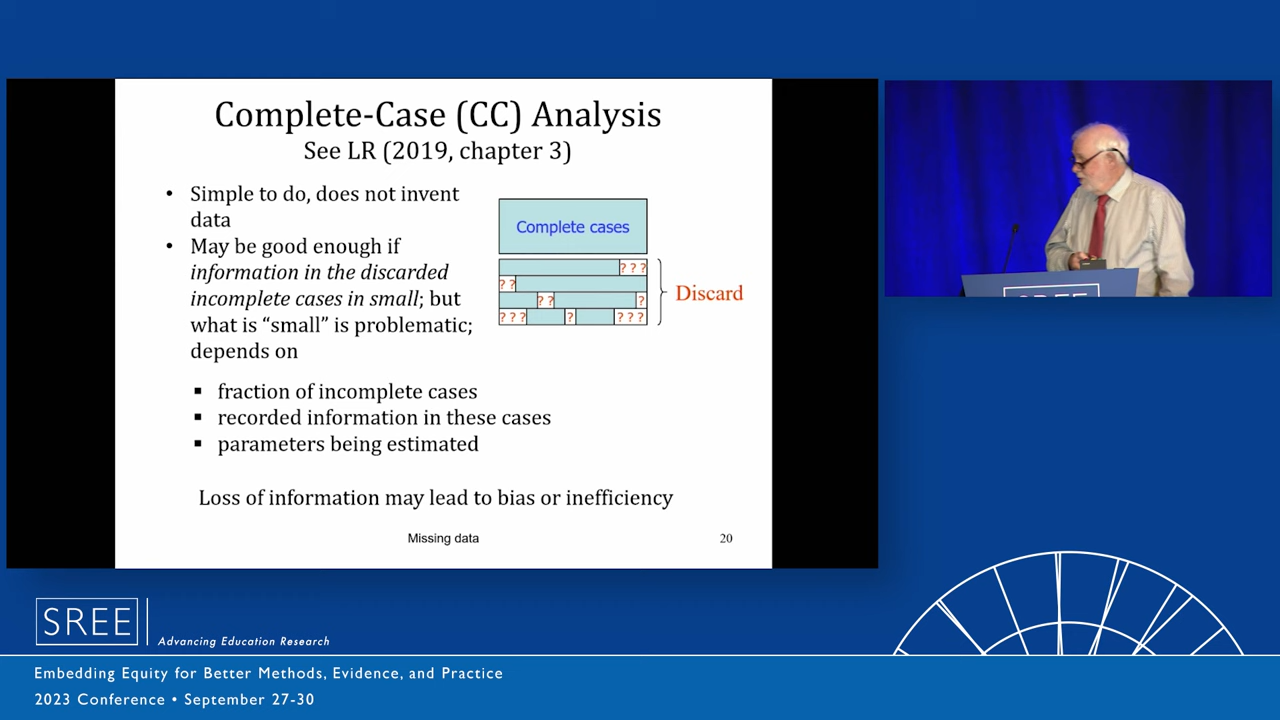 Complete-Case (CC) Analysis
See LR (2019, chapter 3)
• Simple to do, does not invent
data
• May be good enough if
information in the discarded
incomplete cases in small; but
what is “small” is problematic;
depends on
▪ fraction of incomplete cases
▪ recorded information in these cases
▪ parameters being estimated
Complete cases
? ? ?
? ?
? ? ?
? ? ? ? ? ? ?
Discard
Loss of information may lead to bias or inefficiency
Missing data 20
SREE
SREE
Advancing Education Research
Embedding Equity for Better Methods, Evidence, and Practice
2023 Conference • September 27-30